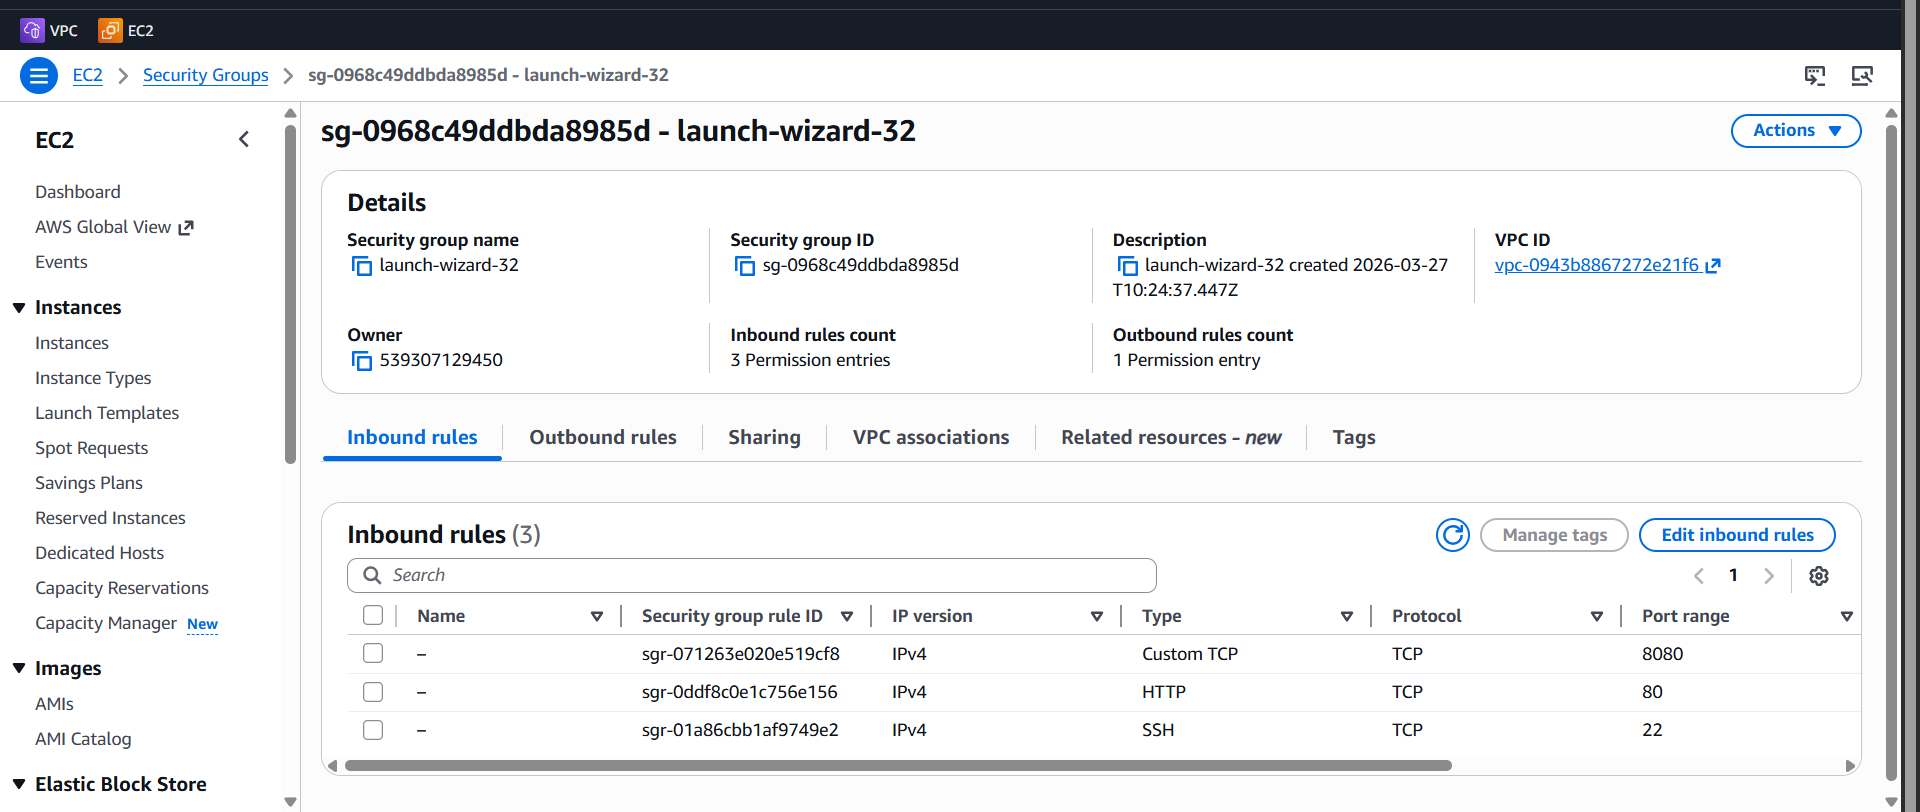 VPC EC2
EC2 Security Groups sg-0968c49ddbda8985d - launch-wizard-32
EC2
Dashboard
AWS Global View
Events
Instances
Instances
Instance Types
Launch Templates
Spot Requests
Savings Plans
Reserved Instances
Dedicated Hosts
Capacity Reservations
Capacity Manager New
Images
AMIs
AMI Catalog
Elastic Block Store
sg-0968c49ddbda8985d - launch-wizard-32
Actions
Details
Security group name
launch-wizard-32
Security group ID
sg-0968c49ddbda8985d
Description
launch-wizard-32 created 2026-03-27
T10:24:37.447Z
VPC ID
vpc-0943b8867272e21f6
Owner
539307129450
Inbound rules count
3 Permission entries
Outbound rules count
1 Permission entry
Inbound rules Outbound rules Sharing VPC associations Related resources - new Tags
Inbound rules (3)
Manage tags Edit inbound rules
Search
1
Name Security group rule ID IP version Type Protocol Port range
– sgr-071263e020e519cf8 IPv4 Custom TCP TCP 8080
– sgr-0ddf8c0e1c756e156 IPv4 HTTP TCP 80
– sgr-01a86cbb1af9749e2 IPv4 SSH TCP 22